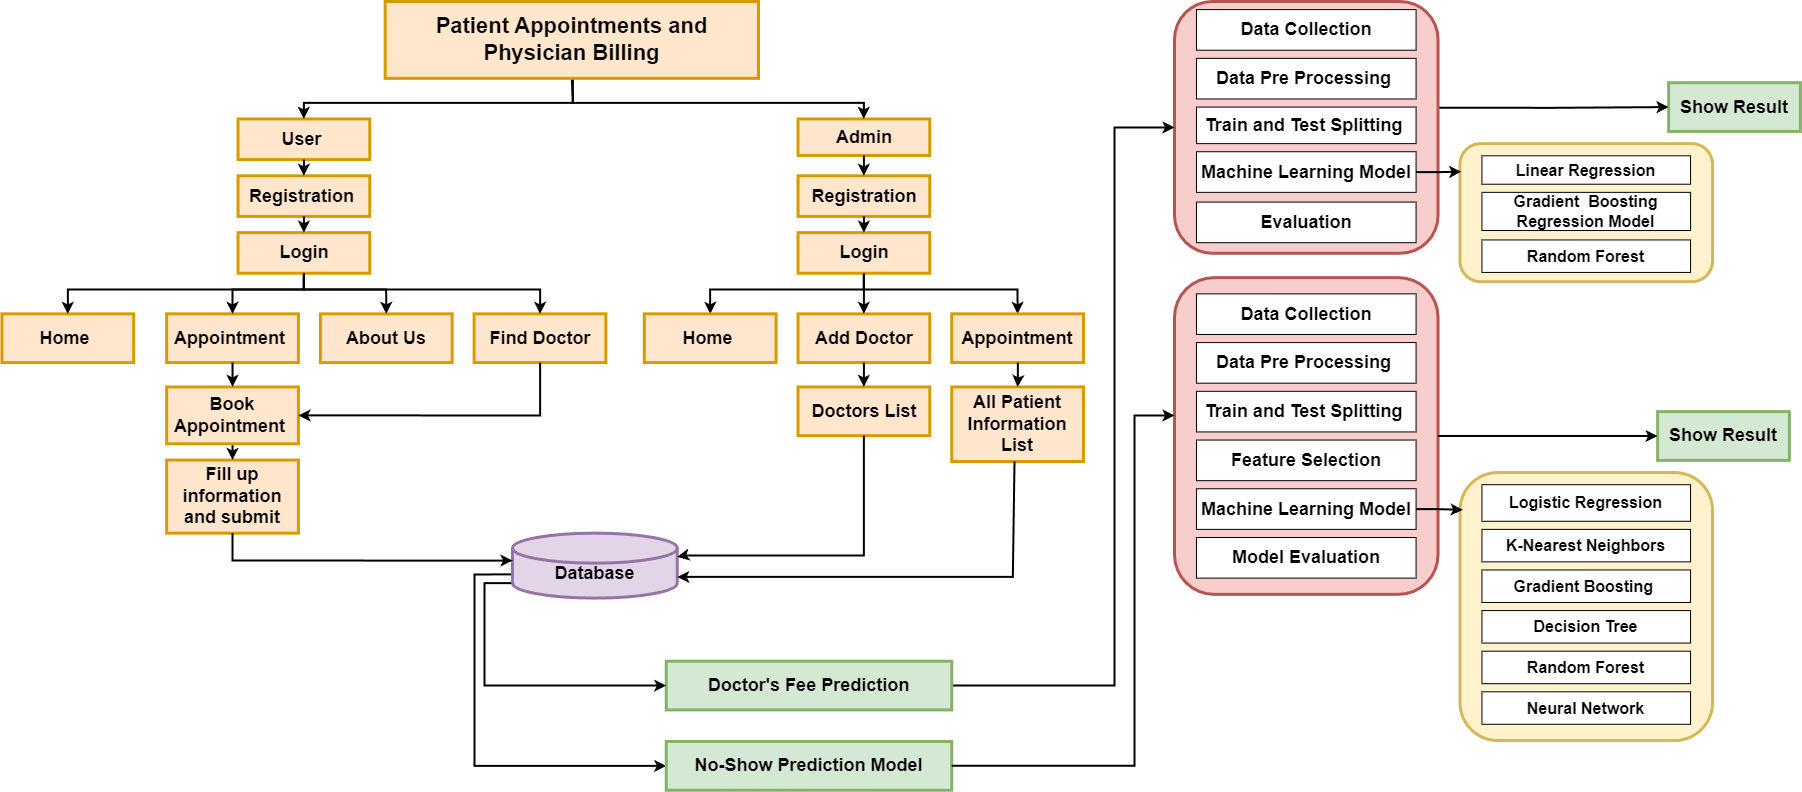 Patient Appointments and
Physician Billing
User
Registration
Login
Home
Appointment
About Us
Find Doctor
Book
Appointment
Fill up
information
and submit
Admin
Registration
Login
Home
Add Doctor
Appointment
Doctors List
All Patient
Information
List
Database
Doctor's Fee Prediction
No-Show Prediction Model
Data Collection
Data Pre Processing
Train and Test Splitting
Machine Learning Model
Evaluation
Show Result
Linear Regression
Gradient  Boosting
Regression Model
Random Forest
Data Collection
Data Pre Processing
Train and Test Splitting
Feature Selection
Machine Learning Model
Model Evaluation
Show Result
Logistic Regression
K-Nearest Neighbors
Gradient Boosting
Decision Tree
Random Forest
Neural Network